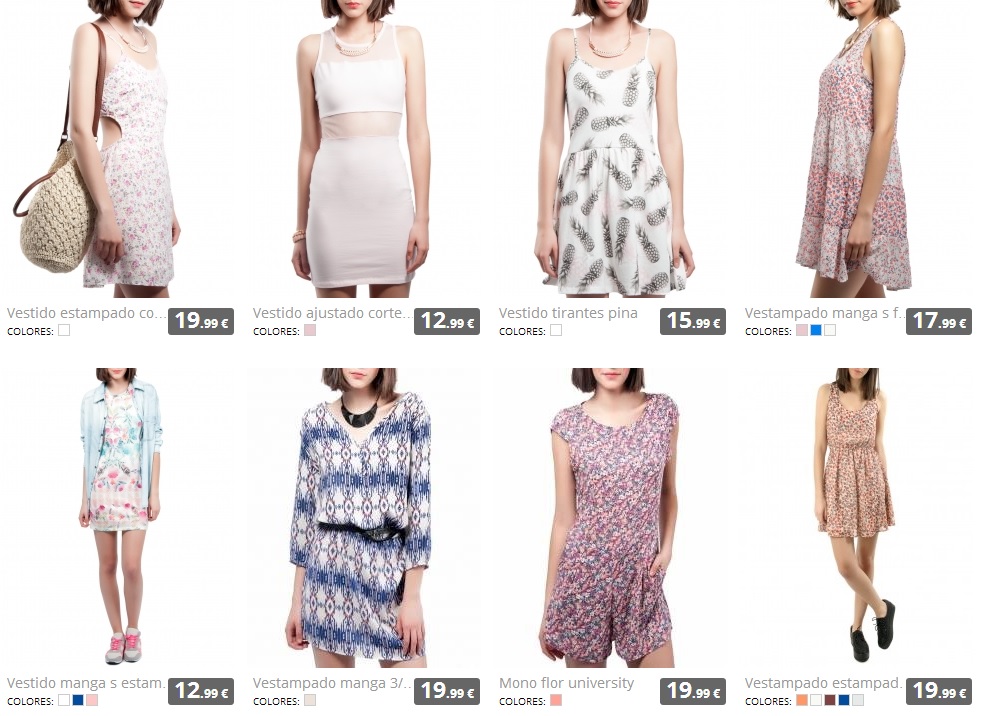 Vestido estampado co... 19.99 €
COLORES:
Vestido ajustado corte... 12.99 €
COLORES:
Vestido tirantes pina 15.99 €
COLORES:
Vestampado manga s f... 17.99 €
COLORES:
Vestido manga s estam... 12.99 €
COLORES:
Vestampado manga 3/... 19.99 €
COLORES:
Mono flor university 19.99 €
COLORES:
Vestampado estampad... 19.99 €
COLORES: